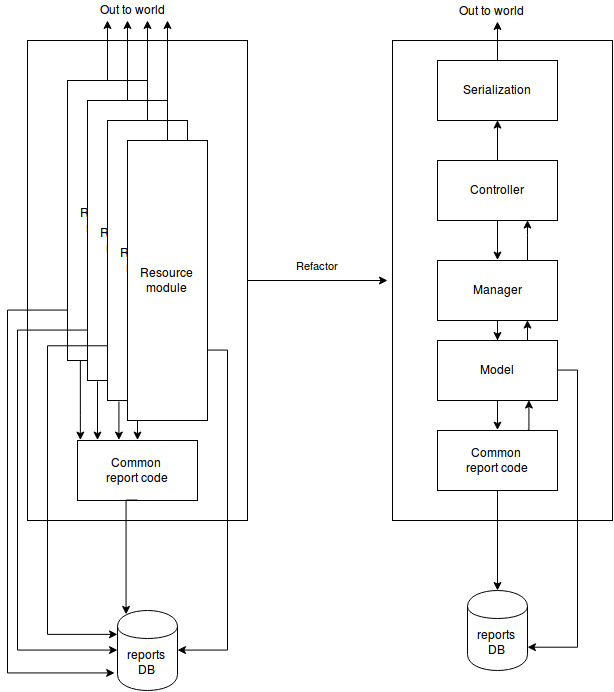 Out to world
R
R
R
Resource
module
Common
report code
reports
DB
Refactor
Out to world
Serialization
Controller
Manager
Model
Common
report code
reports
DB